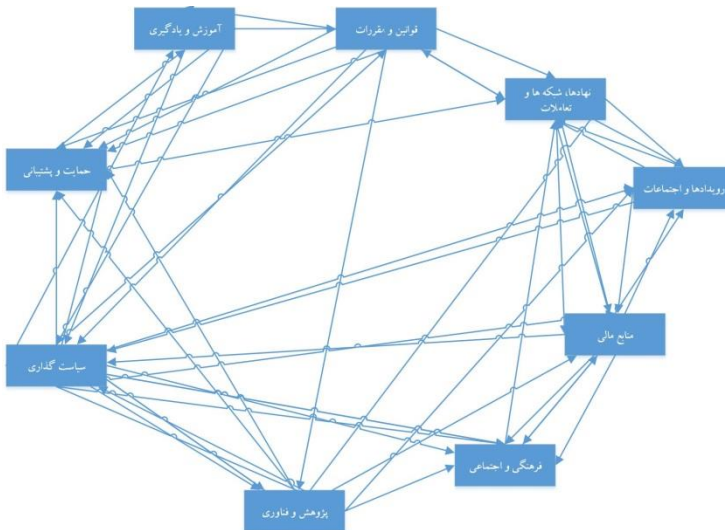 آموزش و یادگیری
قوانین و مقررات
نهادها، شبکه ها و
تعاملات
حمایت و پشتیبانی
رویدادها و اجتماعات
منابع مالی
سیاست گذاری
فرهنگی و اجتماعی
پژوهش و فناوری